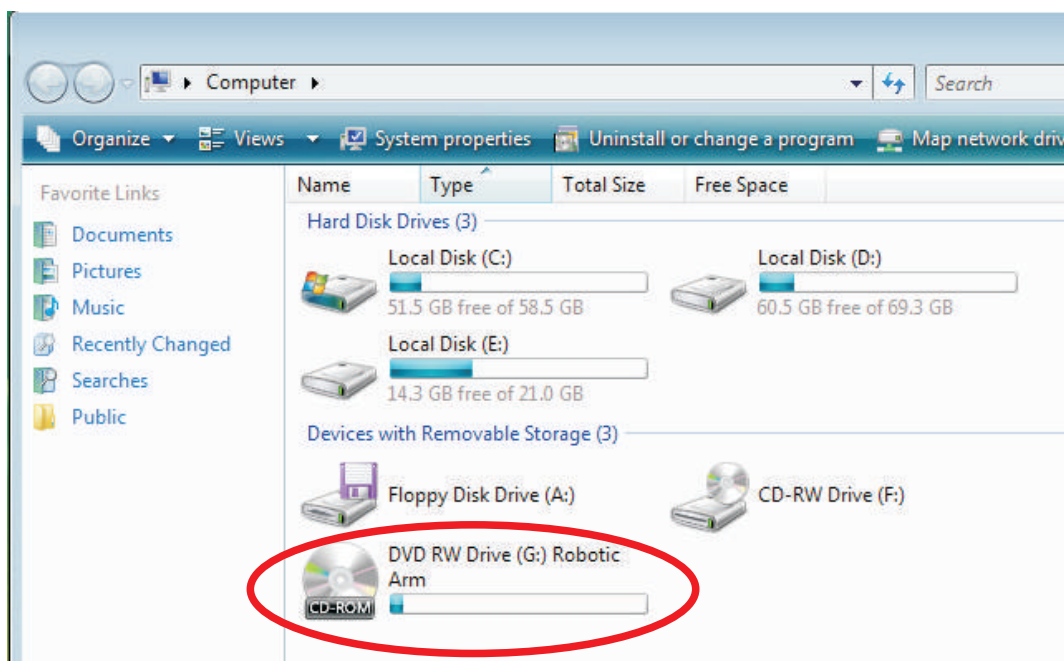 Computer
Search
Organize Views System properties Uninstall or change a program Map network driv
Favorite Links
Documents
Pictures
Music
Recently Changed
Searches
Public
Name Type Total Size Free Space
Hard Disk Drives (3)
Local Disk (C:)
51.5 GB free of 58.5 GB
Local Disk (D:)
60.5 GB free of 69.3 GB
Local Disk (E:)
14.3 GB free of 21.0 GB
Devices with Removable Storage (3)
Floppy Disk Drive (A:)
CD-RW Drive (F:)
DVD RW Drive (G:) Robotic
Arm
CD-ROM